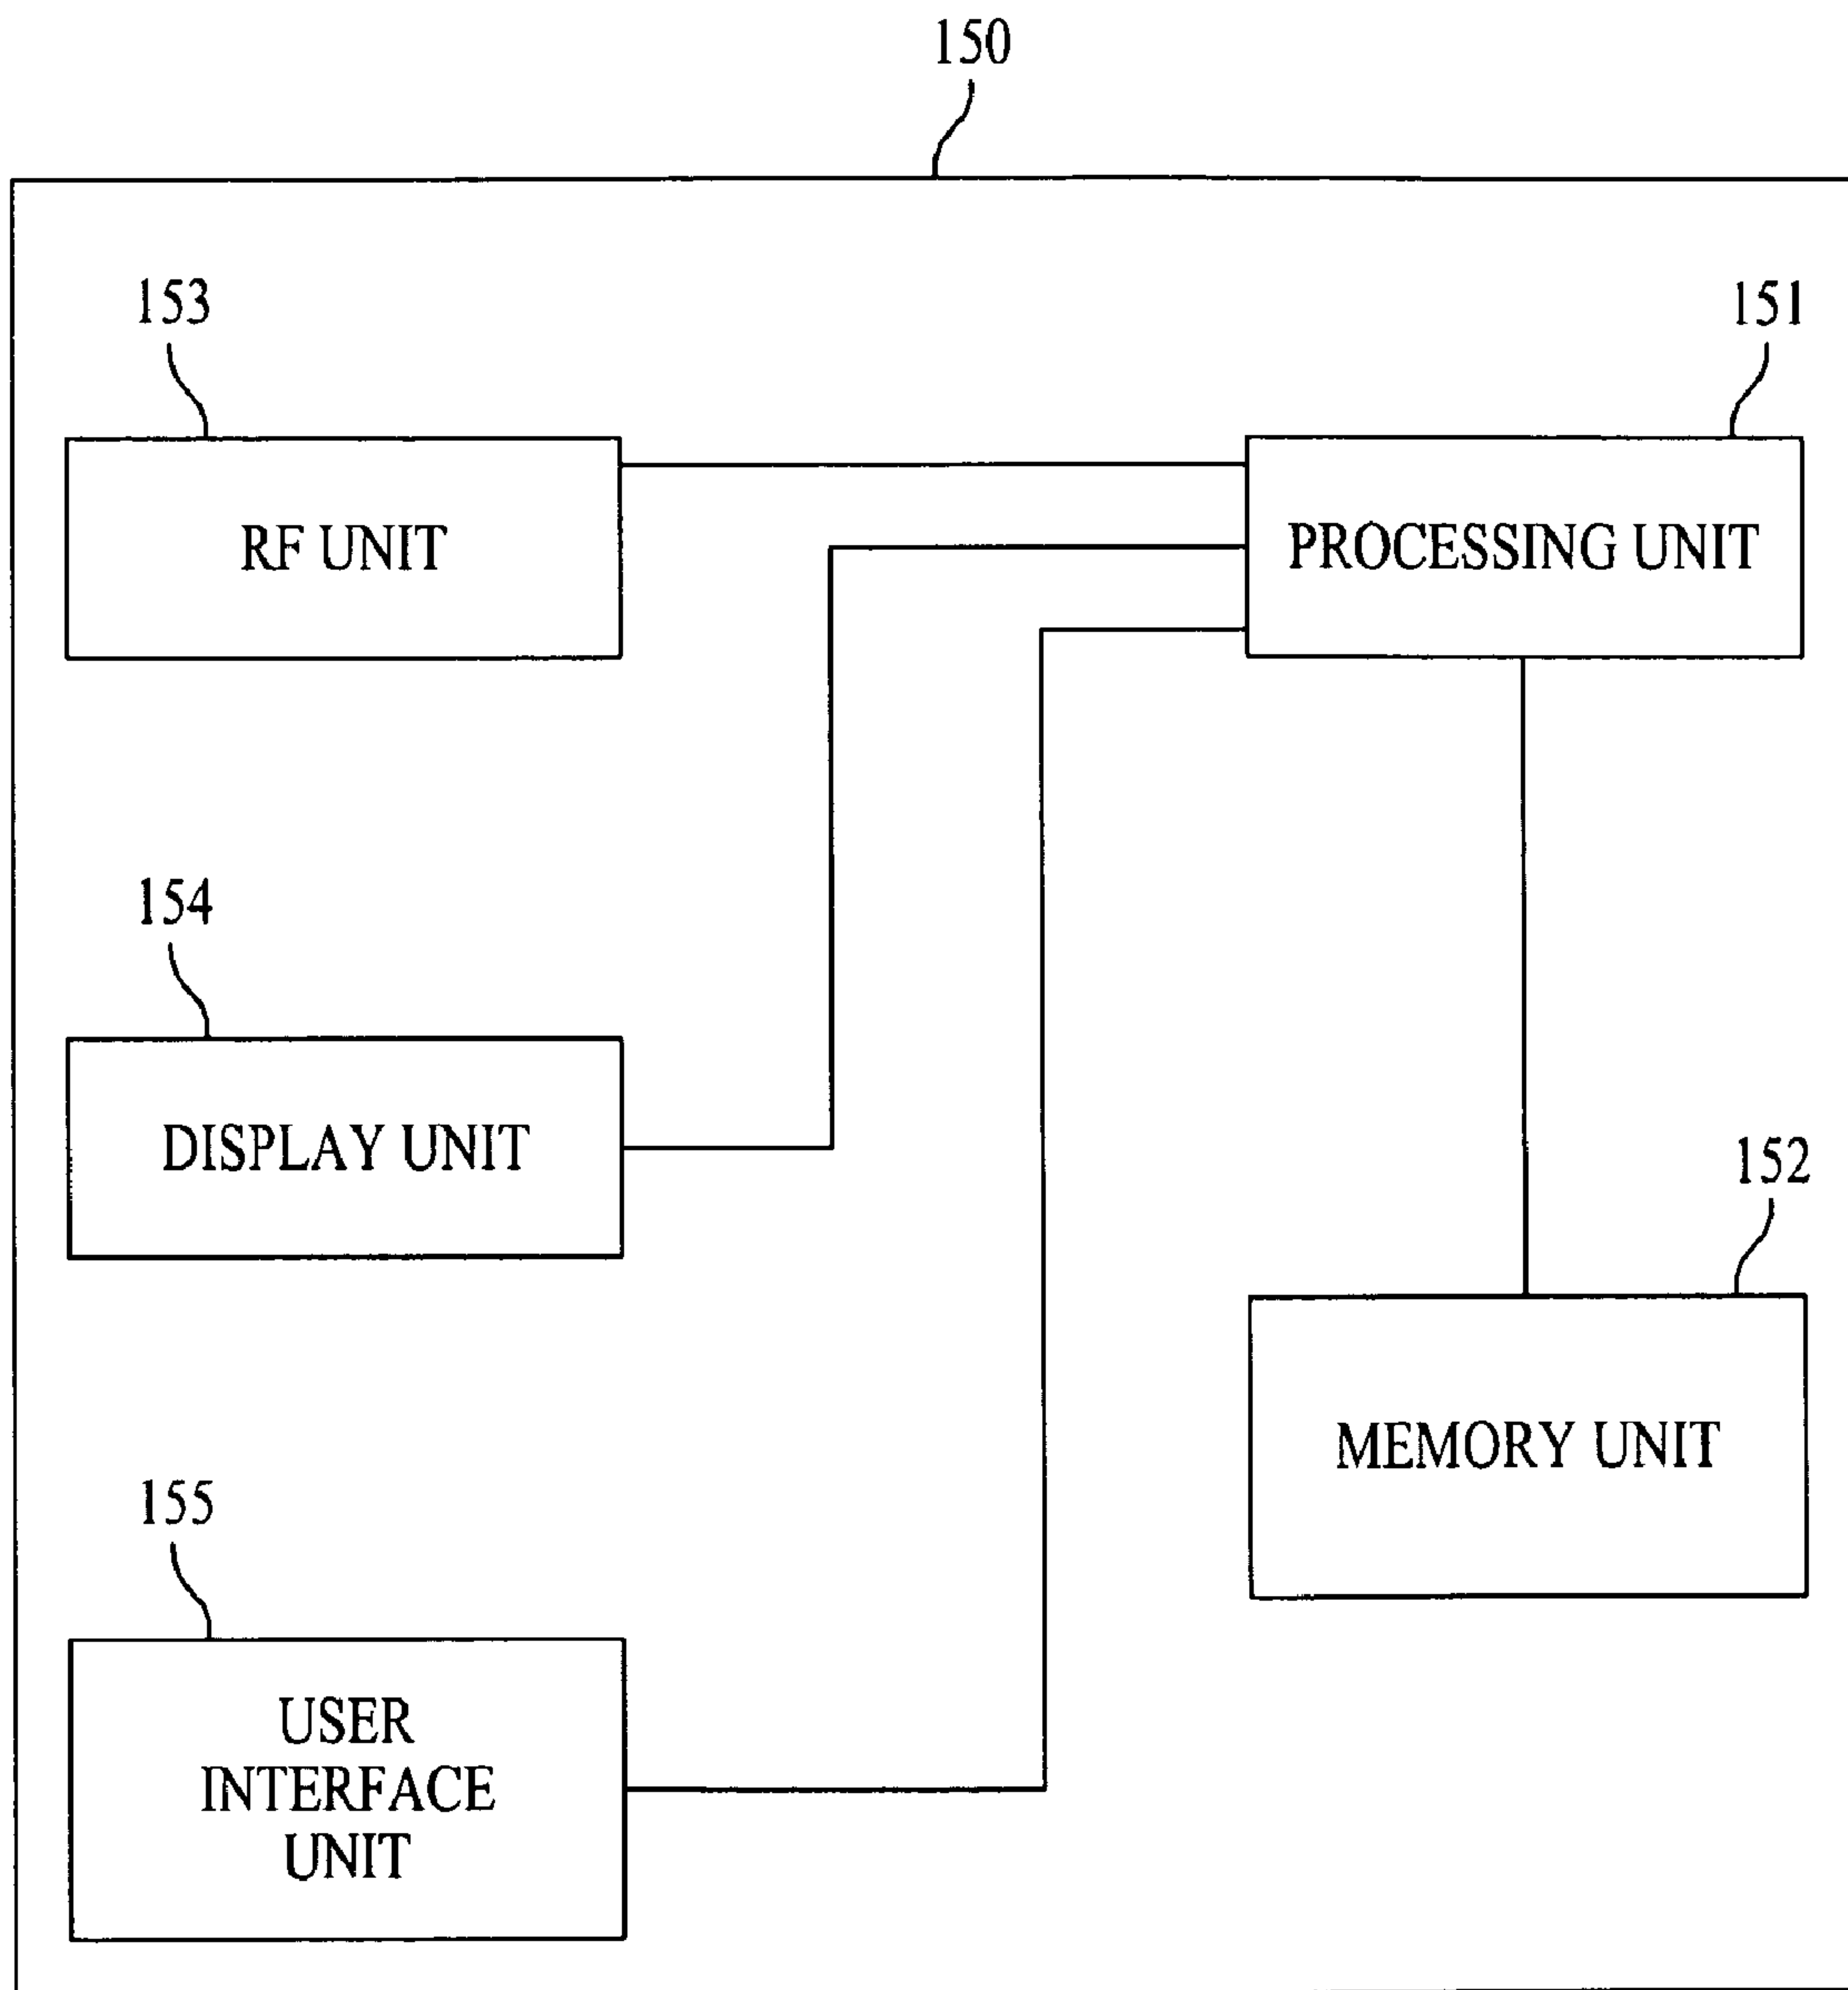 150
153
151
RF UNIT
PROCESSING UNIT
154
DISPLAY UNIT
152
MEMORY UNIT
155
USER
INTERFACE
UNIT